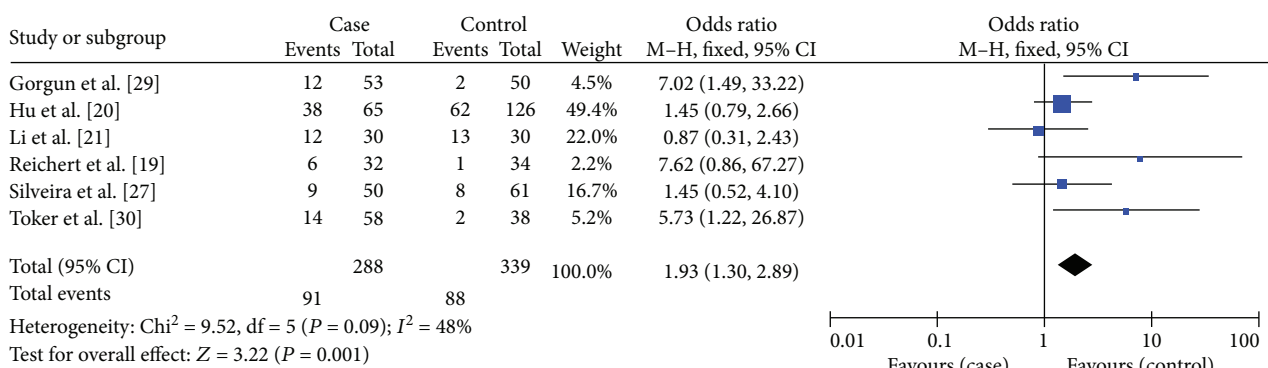 Study or subgroup Case Control Weight Odds ratio Odds ratio
Events Total Events Total M–H, fixed, 95% CI M–H, fixed, 95% CI
Gorgun et al. [29] 12 53 2 50 4.5% 7.02 (1.49, 33.22)
Hu et al. [20] 38 65 62 126 49.4% 1.45 (0.79, 2.66)
Li et al. [21] 12 30 13 30 22.0% 0.87 (0.31, 2.43)
Reichert et al. [19] 6 32 1 34 2.2% 7.62 (0.86, 67.27)
Silveira et al. [27] 9 50 8 61 16.7% 1.45 (0.52, 4.10)
Toker et al. [30] 14 58 2 38 5.2% 5.73 (1.22, 26.87)
Total (95% CI) 288 339 100.0% 1.93 (1.30, 2.89)
Total events 91 88
Heterogeneity: Chi² = 9.52, df = 5 (P = 0.09); I² = 48%
Test for overall effect: Z = 3.22 (P = 0.001)
0.01 0.1 1 10 100
Favours (case) Favours (control)